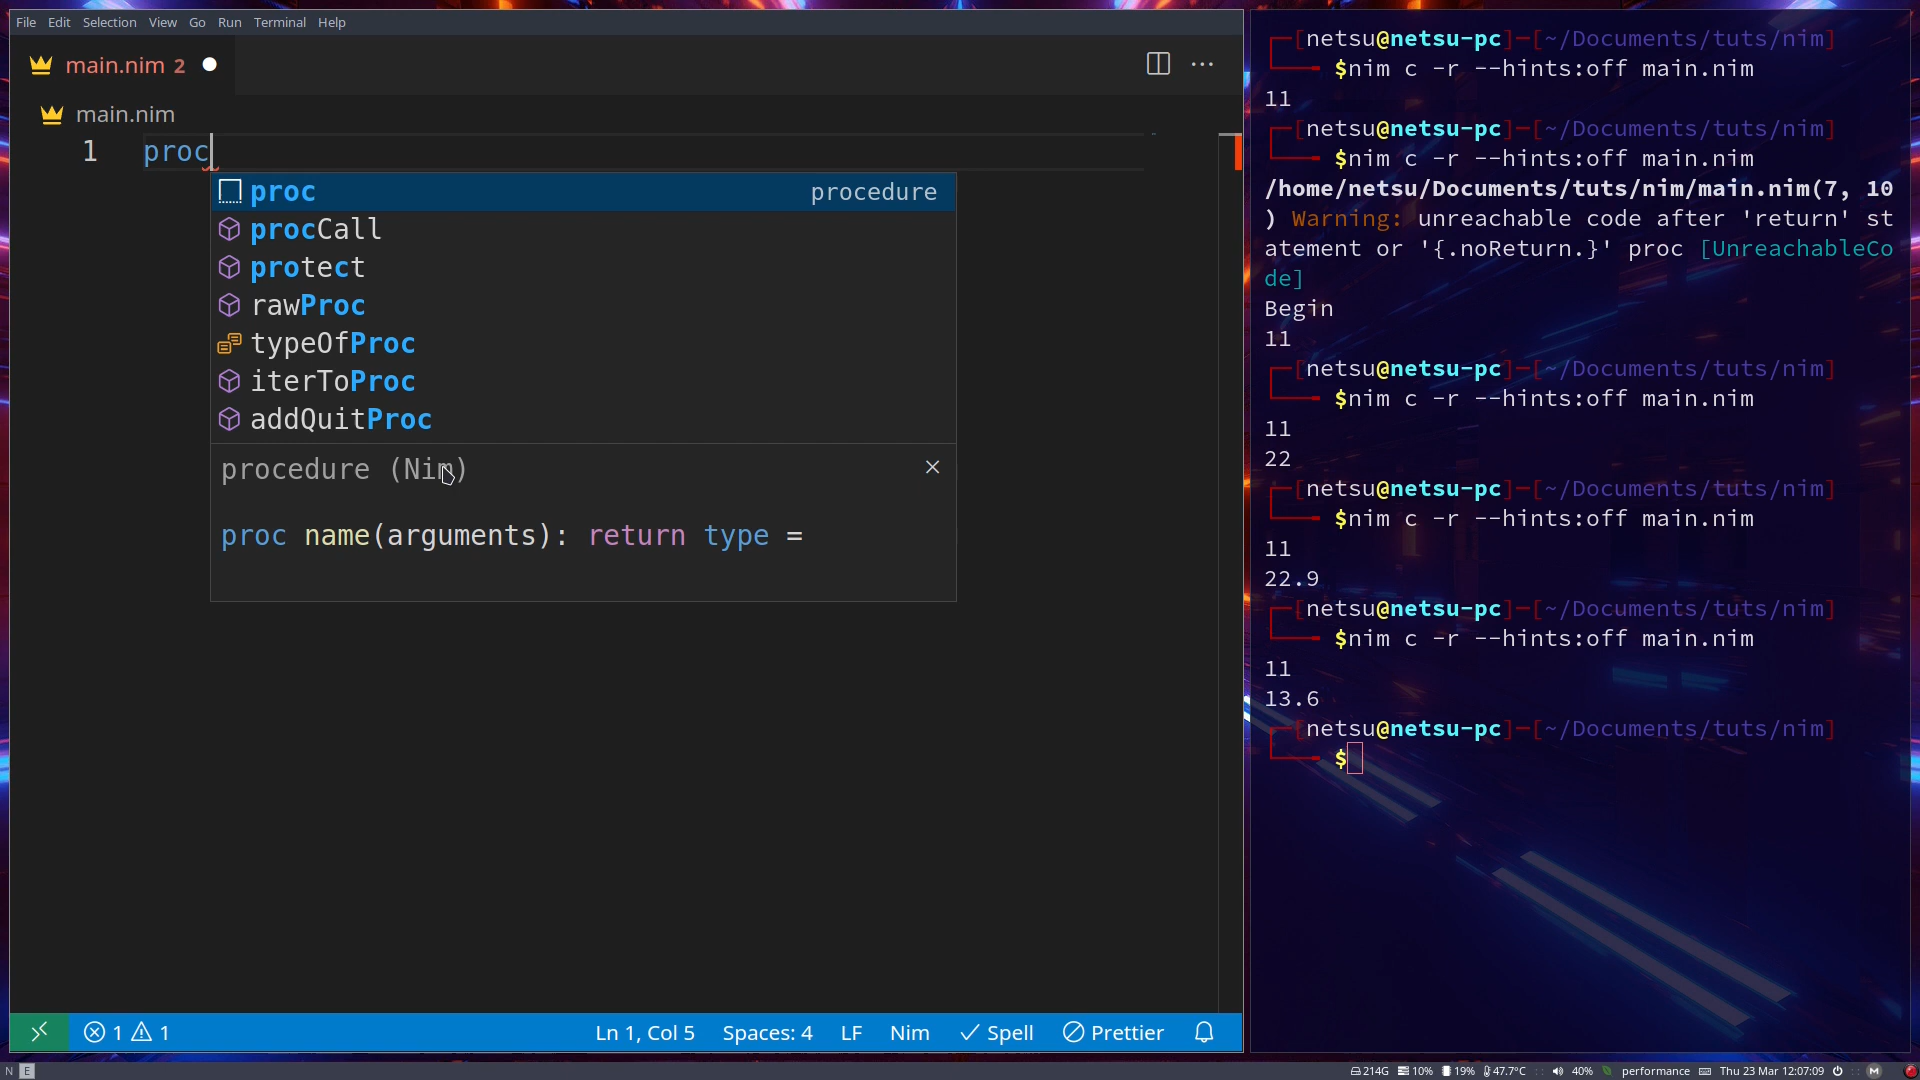 File Edit Selection View Go Run Terminal Help
main.nim 2
main.nim
1 proc
proc procedure
procCall
protect
rawProc
typeOfProc
iterToProc
addQuitProc
procedure (Nim)
proc name(arguments): return type =
1 1 Ln 1, Col 5 Spaces: 4 LF Nim Spell Prettier
[netsu@netsu-pc]-[~/Documents/tuts/nim]
$nim c -r --hints:off main.nim
11
[netsu@netsu-pc]-[~/Documents/tuts/nim]
$nim c -r --hints:off main.nim
/home/netsu/Documents/tuts/nim/main.nim(7, 10
) Warning: unreachable code after 'return' st
atement or '{.noReturn.}' proc [UnreachableCo
de]
Begin
11
[netsu@netsu-pc]-[~/Documents/tuts/nim]
$nim c -r --hints:off main.nim
11
22
[netsu@netsu-pc]-[~/Documents/tuts/nim]
$nim c -r --hints:off main.nim
11
22.9
[netsu@netsu-pc]-[~/Documents/tuts/nim]
$nim c -r --hints:off main.nim
11
13.6
[netsu@netsu-pc]-[~/Documents/tuts/nim]
$
N E 214G 10% 19% 47.7°C 40% performance Thu 23 Mar 12:07:09 M